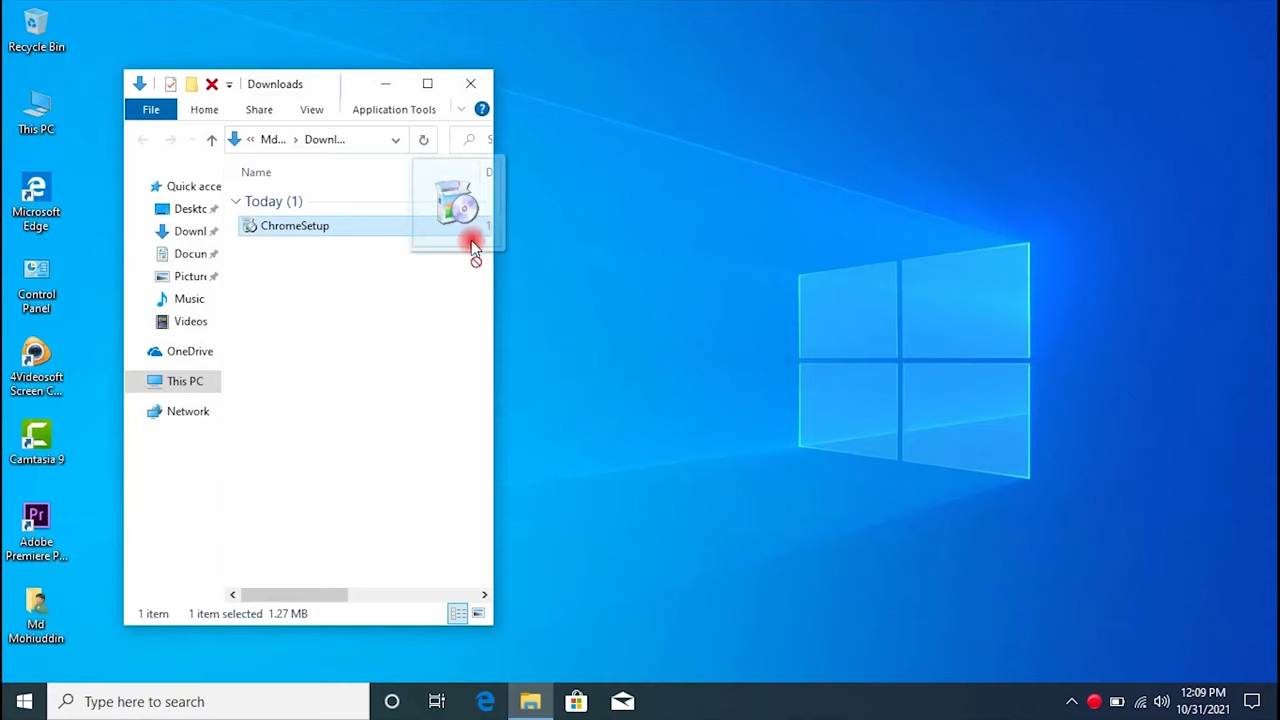 Recycle Bin
This PC
Microsoft
Edge
Control
Panel
4Videosoft
Screen C...
Camtasia 9
Pr
Adobe
Premiere P...
Md
Mohiuddin
Downloads
File
Home
Share
View
Application Tools
?
« Md... > Downl...
S
Name
D
Quick acce
Deskto
Downl
Docun
Picture
Music
Videos
OneDrive
This PC
Network
Today (1)
ChromeSetup
1
1 item
1 item selected 1.27 MB
Type here to search
12:09 PM
10/31/2021